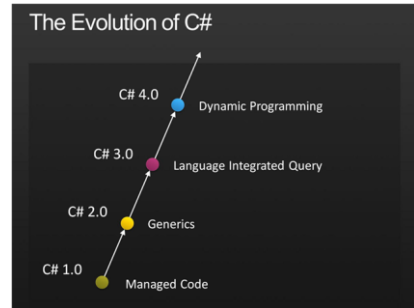 The Evolution of C#
C# 4.0
Dynamic Programming
C# 3.0
Language Integrated Query
C# 2.0
Generics
C# 1.0
Managed Code